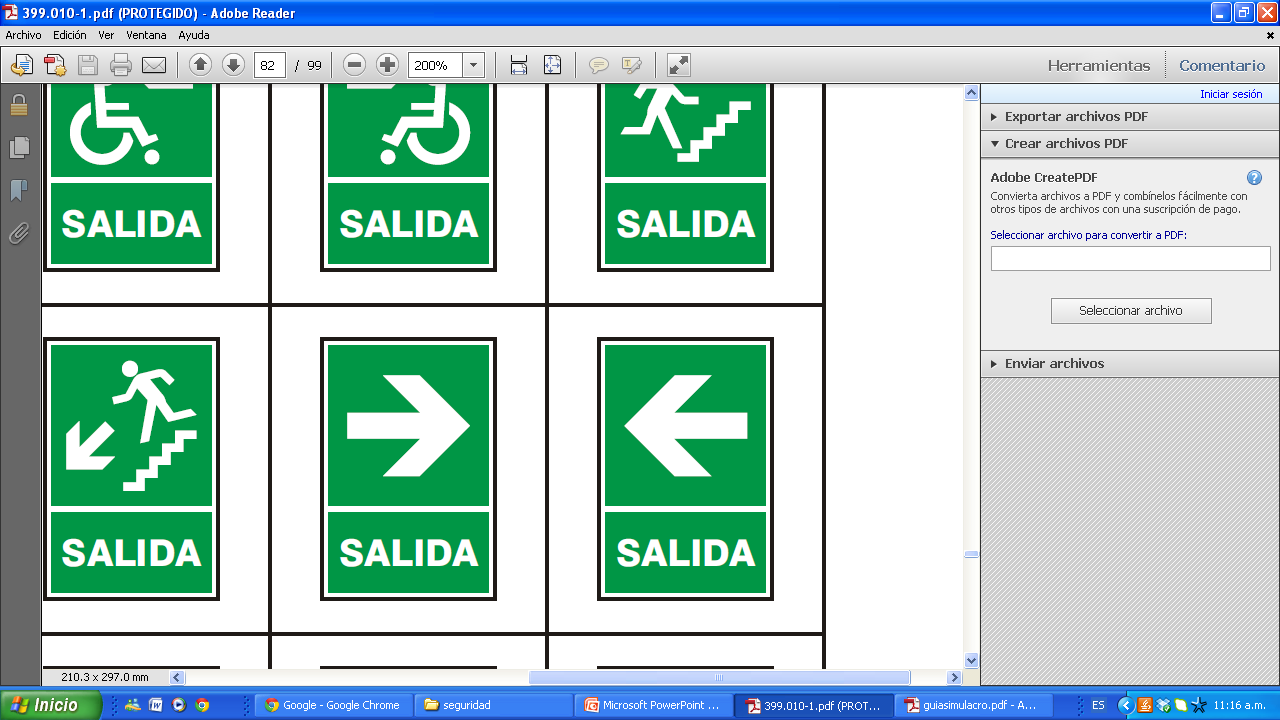 399.010-1.pdf (PROTEGIDO) - Adobe Reader
Archivo Edición Ver Ventana Ayuda
82 / 99 200% Herramientas Comentario
Iniciar sesión
Exportar archivos PDF
Crear archivos PDF
Adobe CreatePDF
Convierta archivos a PDF y combínelos fácilmente con
otros tipos de archivos con una suscripción de pago.
Seleccionar archivo para convertir a PDF:
Seleccionar archivo
Enviar archivos
SALIDA SALIDA SALIDA
SALIDA SALIDA SALIDA
210.3 x 297.0 mm
Inicio Google - Google Chrome seguridad Microsoft PowerPoint ... 399.010-1.pdf (PROT... guiasimulacro.pdf - A... ES 11:16 a.m.